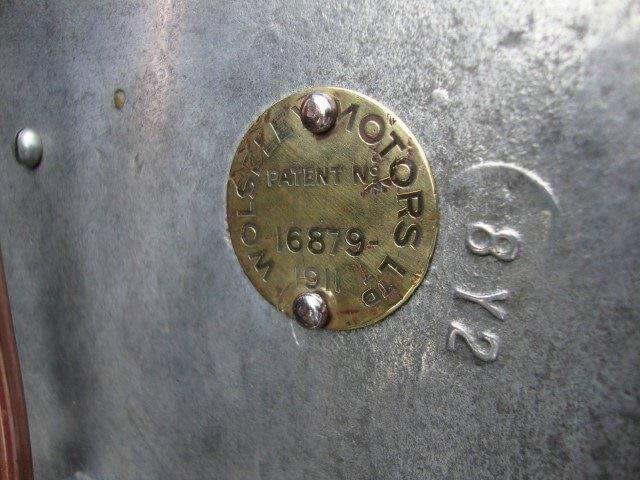 WOLSELEY MOTORS LTD
PATENT No
16879-
1911
8Y2